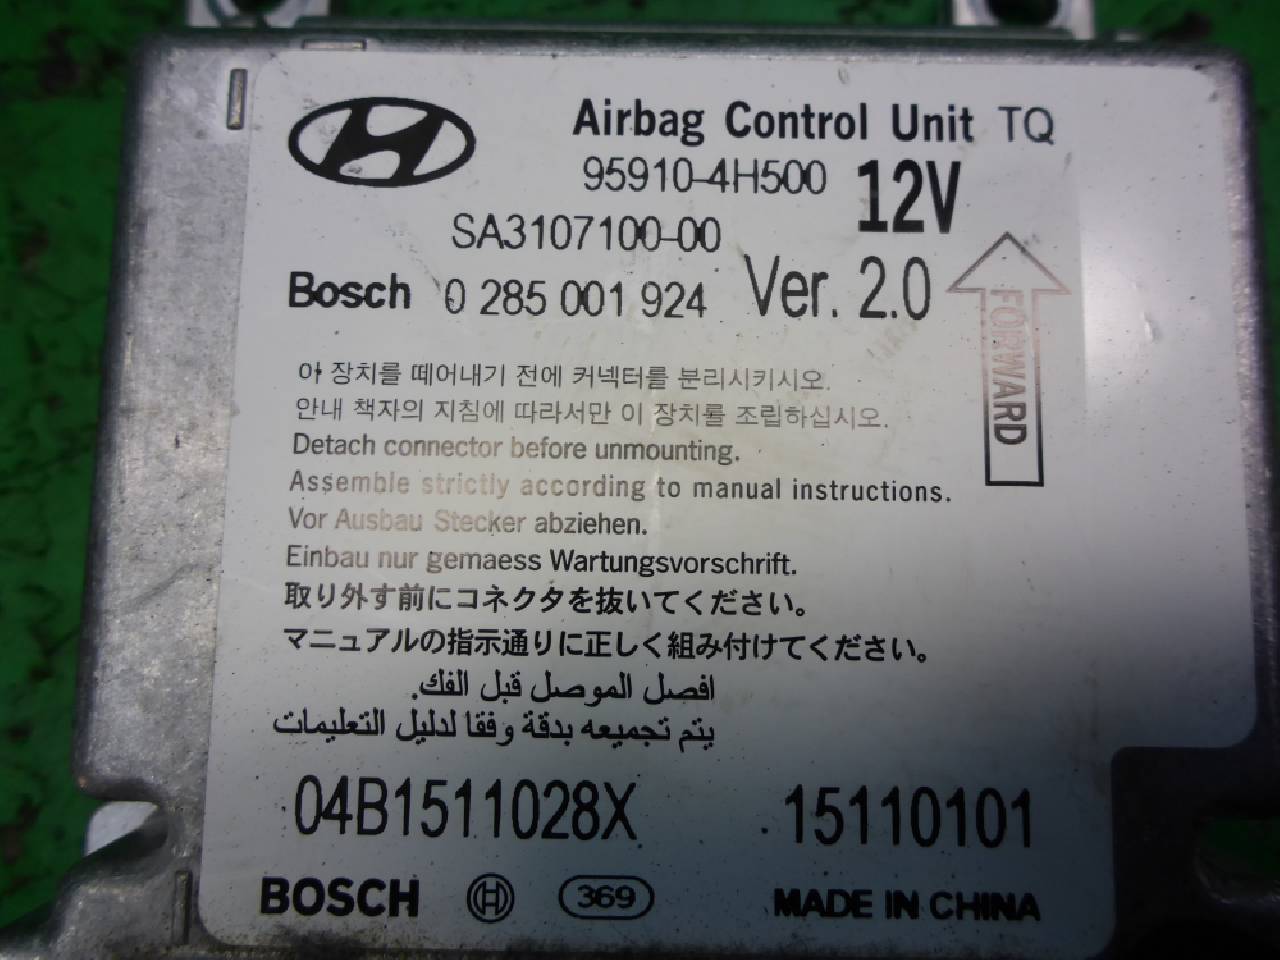 Airbag Control Unit TQ
95910-4H500 12V
SA3107100-00
Bosch 0 285 001 924 Ver. 2.0
FORWARD
이 장치를 떼어내기 전에 커넥터를 분리시키시오.
안내 책자의 지침에 따라서만 이 장치를 조립하십시오.
Detach connector before unmounting.
Assemble strictly according to manual instructions.
Vor Ausbau Stecker abziehen.
Einbau nur gemaess Wartungsvorschrift.
取り外す前にコネクタを抜いてください。
マニュアルの指示通りに正しく組み付けてください。
افصل الموصل قبل الفك.
يتم تجميعه بدقة وفقا لدليل التعليمات
04B1511028X 15110101
BOSCH 369 MADE IN CHINA